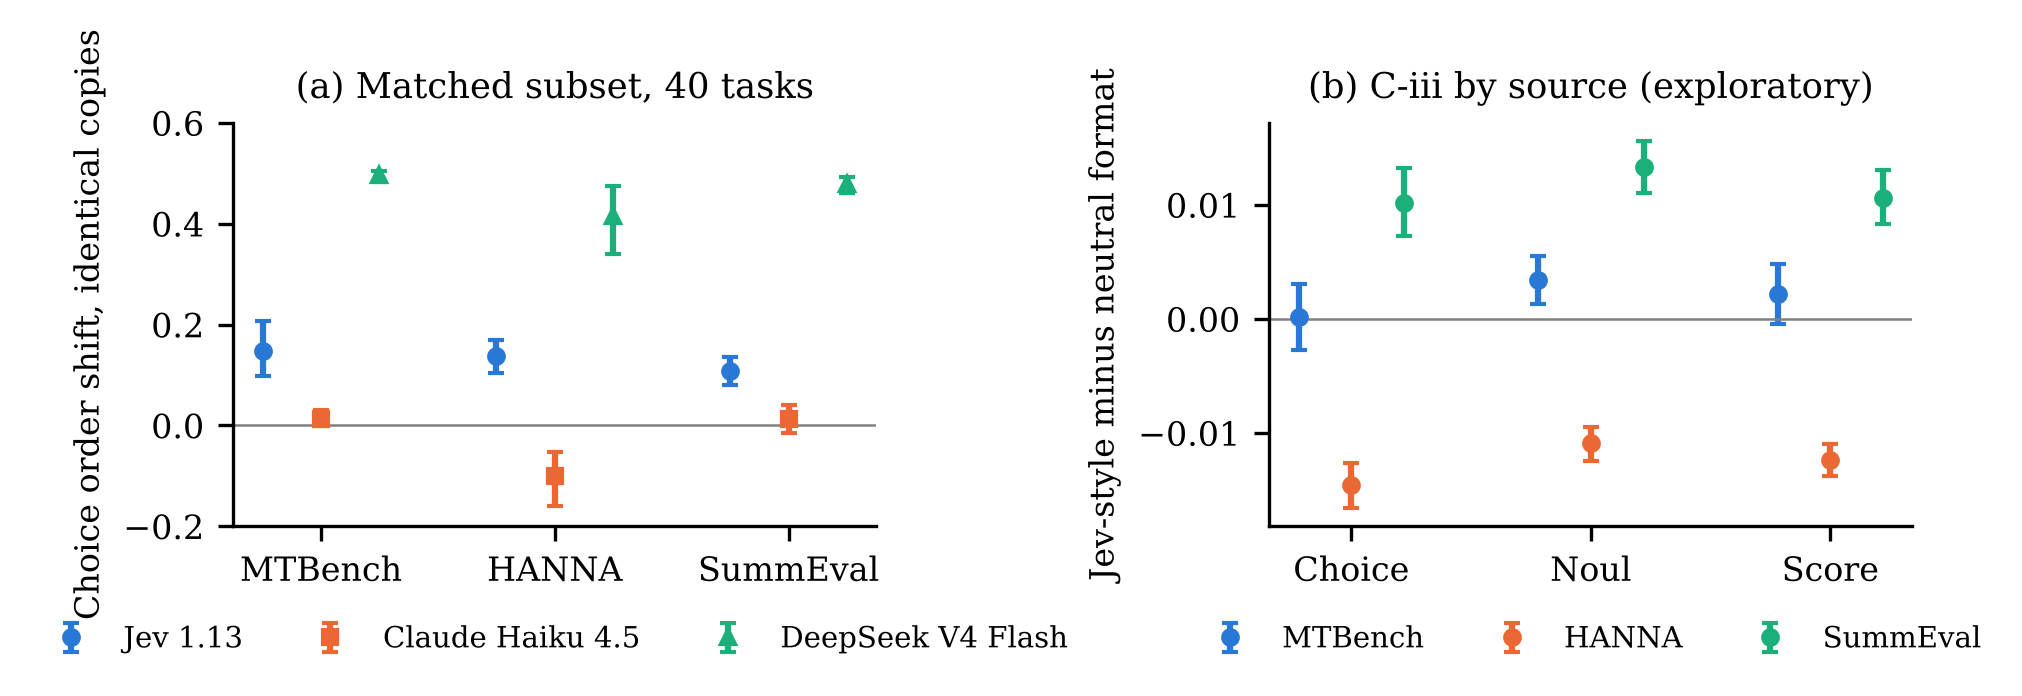 (a) Matched subset, 40 tasks
Choice order shift, identical copies
0.6
0.4
0.2
0.0
−0.2
MTBench
HANNA
SummEval
Jev 1.13
Claude Haiku 4.5
DeepSeek V4 Flash
(b) C-iii by source (exploratory)
Jev-style minus neutral format
0.01
0.00
−0.01
Choice
Noul
Score
MTBench
HANNA
SummEval